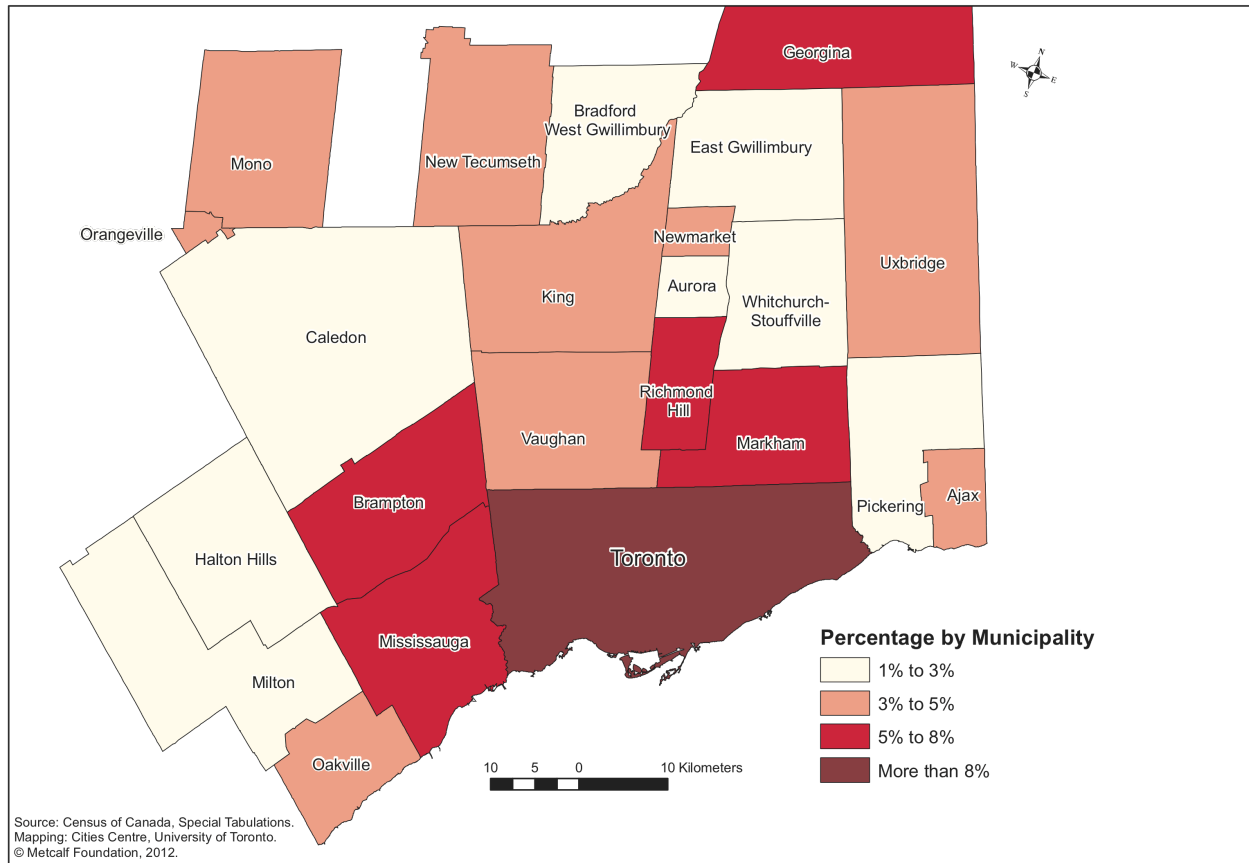 Georgina
N
W
E
S
Bradford
West Gwillimbury
East Gwillimbury
Mono
New Tecumseth
Orangeville
Newmarket
Uxbridge
Aurora
King
Whitchurch-
Stouffville
Caledon
Richmond
Hill
Vaughan
Markham
Brampton
Pickering
Ajax
Halton Hills
Toronto
Mississauga
Milton
Oakville
Percentage by Municipality
1% to 3%
3% to 5%
5% to 8%
More than 8%
10 5 0 10 Kilometers
Source: Census of Canada, Special Tabulations.
Mapping: Cities Centre, University of Toronto.
© Metcalf Foundation, 2012.